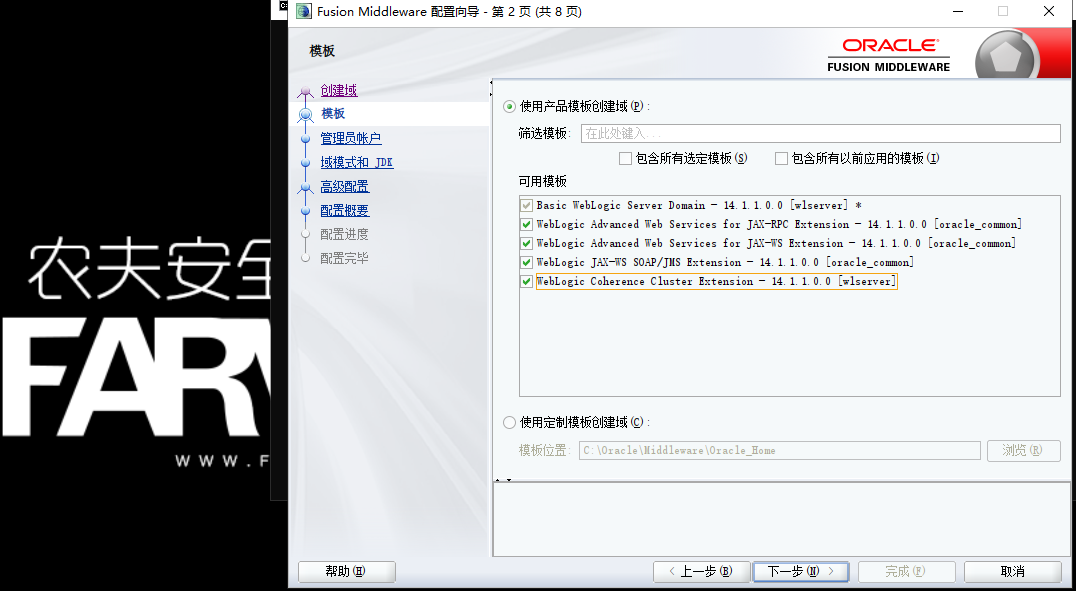 Fusion Middleware 配置向导 - 第 2 页 (共 8 页)
模板
ORACLE
FUSION MIDDLEWARE
创建域
模板
管理员帐户
域模式和 JDK
高级配置
配置概要
配置进度
配置完毕
使用产品模板创建域(P):
筛选模板: 在此处键入...
包含所有选定模板(S) 包含所有以前应用的模板(I)
可用模板
Basic WebLogic Server Domain - 14.1.1.0.0 [wlserver] *
WebLogic Advanced Web Services for JAX-RPC Extension - 14.1.1.0.0 [oracle_common]
WebLogic Advanced Web Services for JAX-WS Extension - 14.1.1.0.0 [oracle_common]
WebLogic JAX-WS SOAP/JMS Extension - 14.1.1.0.0 [oracle_common]
WebLogic Coherence Cluster Extension - 14.1.1.0.0 [wlserver]
使用定制模板创建域(C):
模板位置: C:\Oracle\Middleware\Oracle_Home 浏览(R)
帮助(H) < 上一步(B) 下一步(N) > 完成(F) 取消
农夫安全
FAR
WWW.F